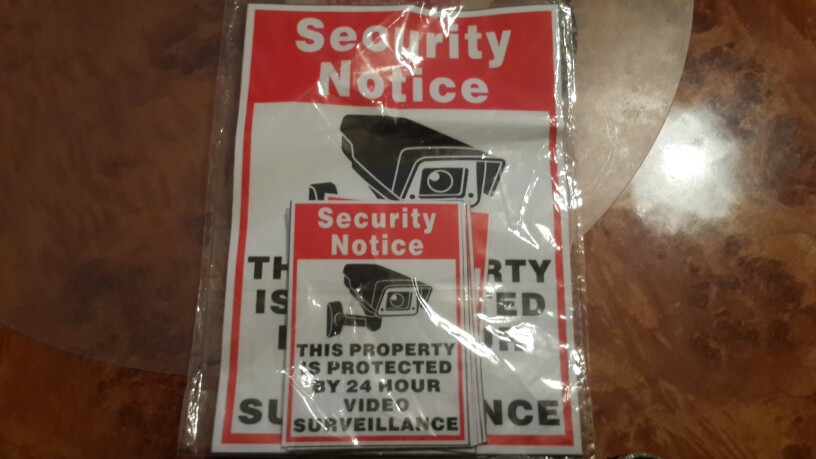 Security
Notice
Security
Notice
THIS PROPERTY
IS PROTECTED
BY 24 HOUR
VIDEO
SURVEILLANCE